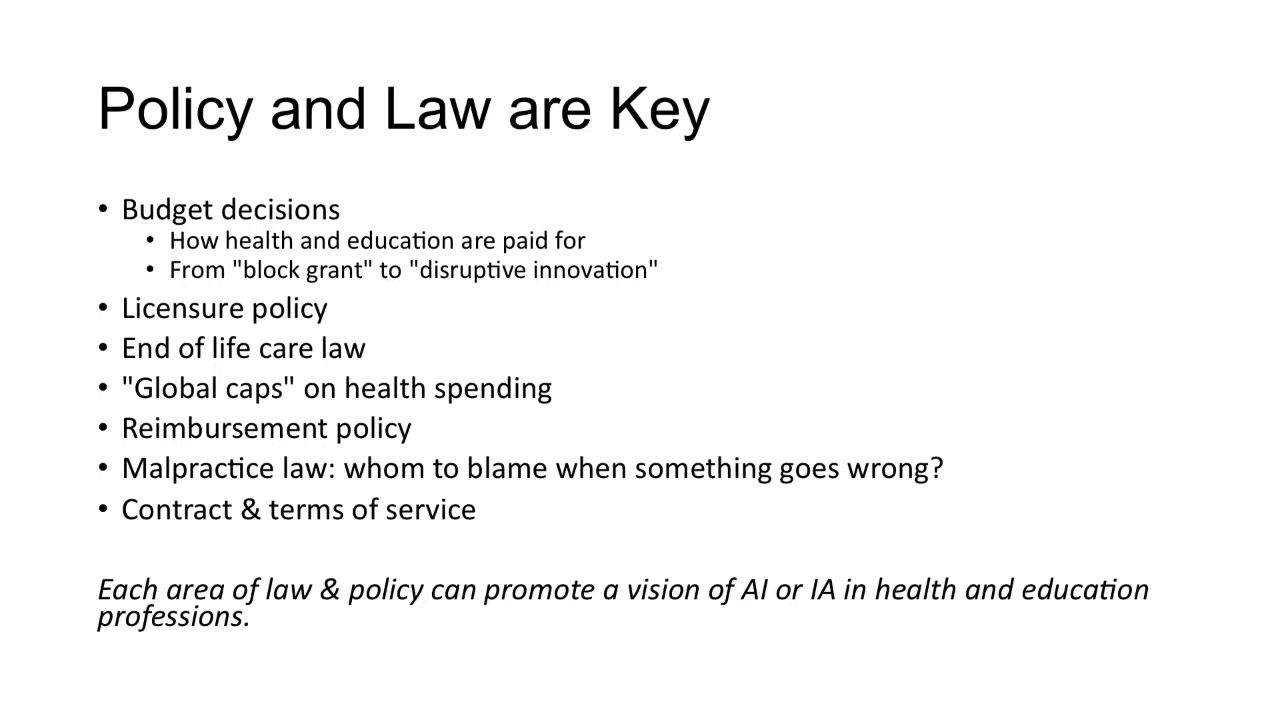 Policy and Law are Key
• Budget decisions
• How health and education are paid for
• From "block grant" to "disruptive innovation"
• Licensure policy
• End of life care law
• "Global caps" on health spending
• Reimbursement policy
• Malpractice law: whom to blame when something goes wrong?
• Contract & terms of service
Each area of law & policy can promote a vision of AI or IA in health and education
professions.